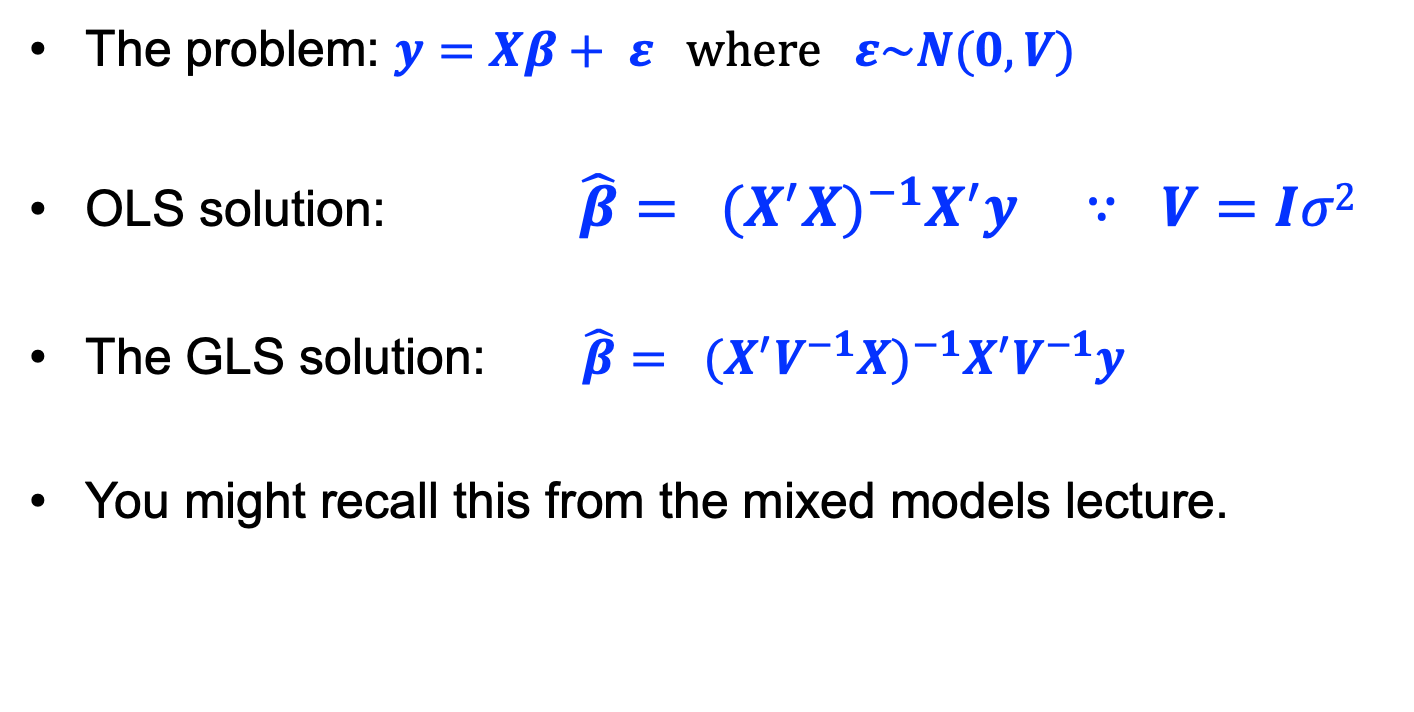 • The problem: y = Xβ + ε where ε~N(0, V)
• OLS solution: β̂ = (X′X)⁻¹X′y ∵ V = Iσ²
• The GLS solution: β̂ = (X′V⁻¹X)⁻¹X′V⁻¹y
• You might recall this from the mixed models lecture.